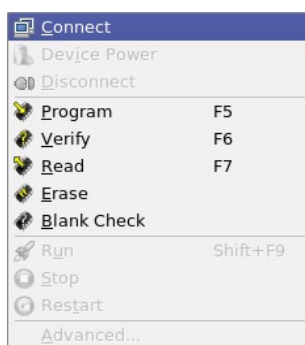 Connect
Device Power
Disconnect
Program F5
Verify F6
Read F7
Erase
Blank Check
Run Shift+F9
Stop
Restart
Advanced...